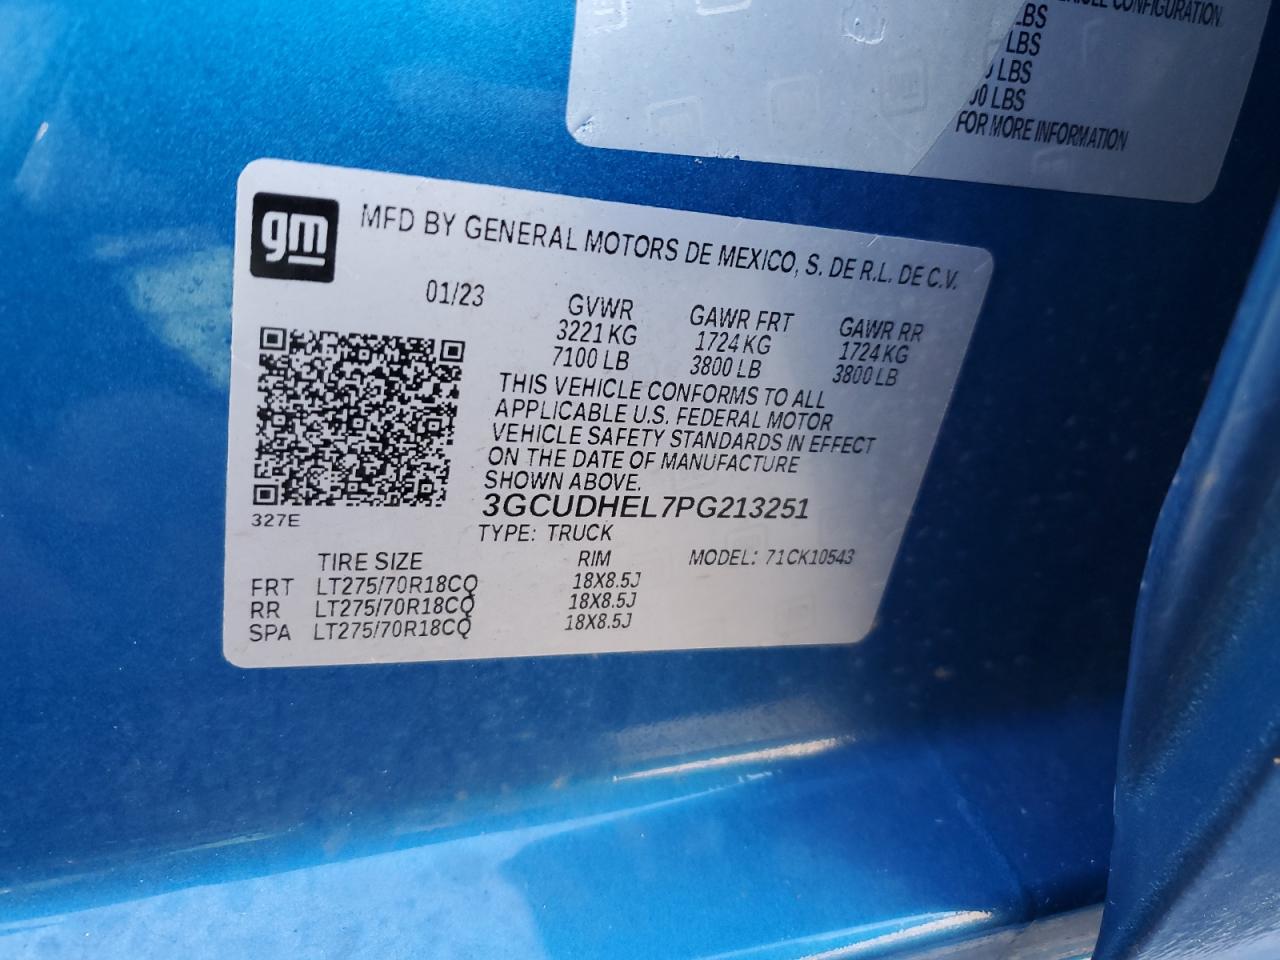 VEHICLE CONFIGURATION
LBS
LBS
LBS
00 LBS
FOR MORE INFORMATION
gm
MFD BY GENERAL MOTORS DE MEXICO, S. DE R.L. DE C.V.
01/23
GVWR GAWR FRT GAWR RR
3221 KG 1724 KG 1724 KG
7100 LB 3800 LB 3800 LB
THIS VEHICLE CONFORMS TO ALL
APPLICABLE U.S. FEDERAL MOTOR
VEHICLE SAFETY STANDARDS IN EFFECT
ON THE DATE OF MANUFACTURE
SHOWN ABOVE.
3GCUDHEL7PG213251
327E
TYPE: TRUCK
TIRE SIZE RIM MODEL: 71CK10543
FRT LT275/70R18CQ 18X8.5J
RR LT275/70R18CQ 18X8.5J
SPA LT275/70R18CQ 18X8.5J